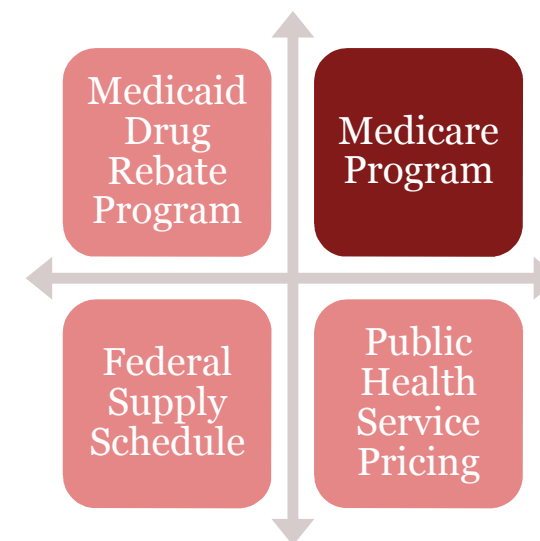 Medicaid
Drug
Rebate
Program
Medicare
Program
Federal
Supply
Schedule
Public
Health
Service
Pricing